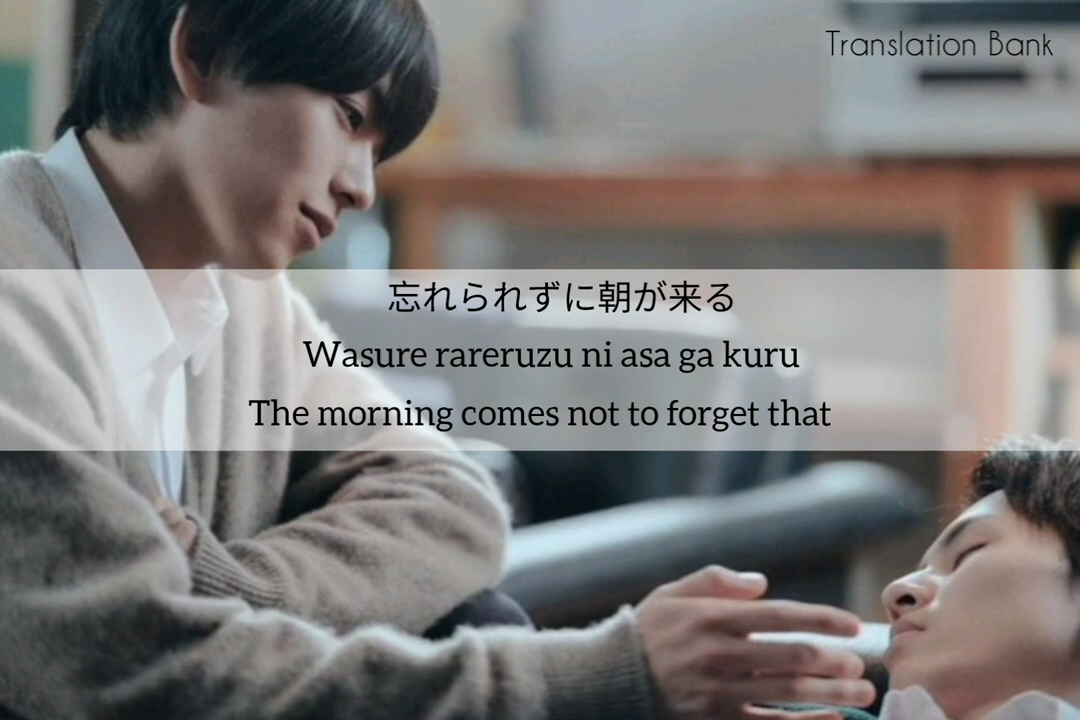 Translation Bank
忘れられずに朝が来る
Wasure rareruzu ni asa ga kuru
The morning comes not to forget that